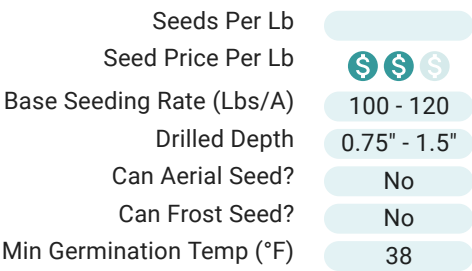 Seeds Per Lb
Seed Price Per Lb $ $ $
Base Seeding Rate (Lbs/A) 100 - 120
Drilled Depth 0.75" - 1.5"
Can Aerial Seed? No
Can Frost Seed? No
Min Germination Temp (°F) 38